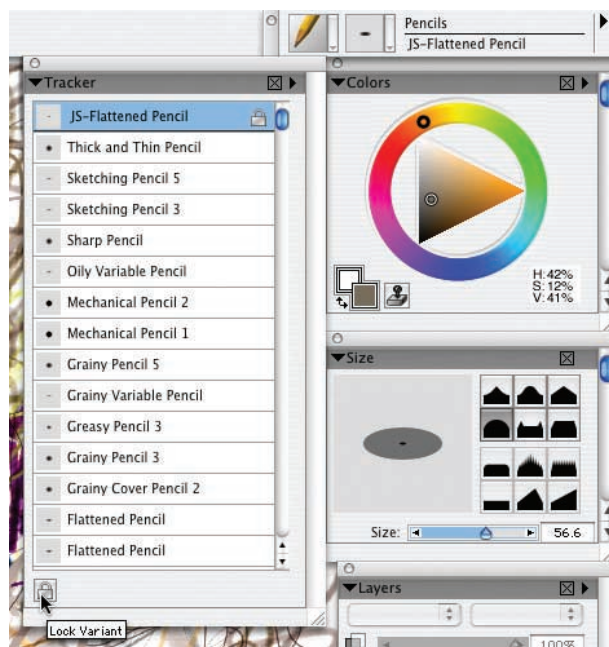 Pencils
JS-Flattened Pencil
Tracker
JS-Flattened Pencil
Thick and Thin Pencil
Sketching Pencil 5
Sketching Pencil 3
Sharp Pencil
Oily Variable Pencil
Mechanical Pencil 2
Mechanical Pencil 1
Grainy Pencil 5
Grainy Variable Pencil
Greasy Pencil 3
Grainy Pencil 3
Grainy Cover Pencil 2
Flattened Pencil
Flattened Pencil
Lock Variant
Colors
H: 42%
S: 12%
V: 41%
Size
Size: 56.6
Layers
100%